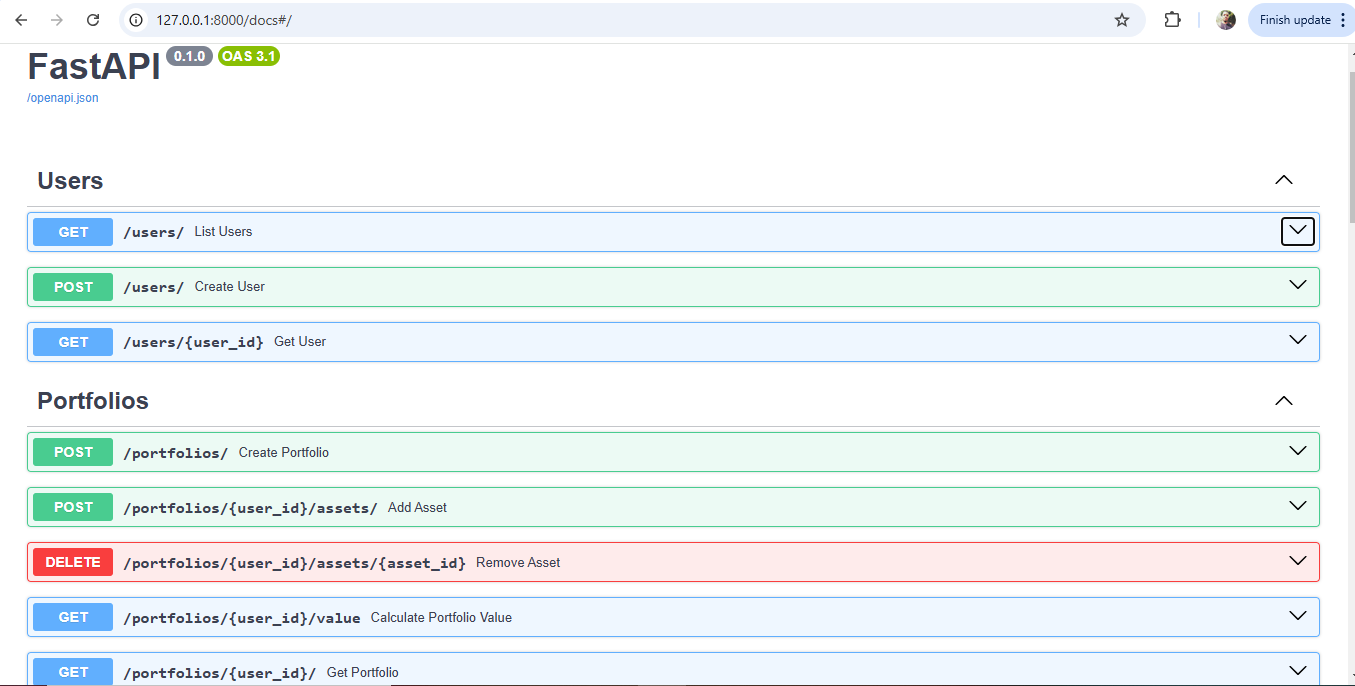 127.0.0.1:8000/docs#/
Finish update
FastAPI 0.1.0 OAS 3.1
/openapi.json
Users
GET /users/ List Users
POST /users/ Create User
GET /users/{user_id} Get User
Portfolios
POST /portfolios/ Create Portfolio
POST /portfolios/{user_id}/assets/ Add Asset
DELETE /portfolios/{user_id}/assets/{asset_id} Remove Asset
GET /portfolios/{user_id}/value Calculate Portfolio Value
GET /portfolios/{user_id}/ Get Portfolio